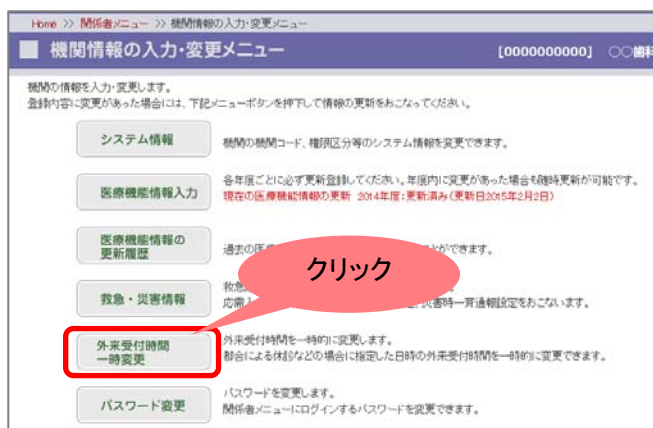 Home >> 関係者メニュー >> 機関情報の入力・変更メニュー
機関情報の入力・変更メニュー [0000000000] 〇〇歯科
機関の情報を入力・変更します。
登録内容に変更があった場合には、下記メニューボタンを押下して情報の更新をおこなってください。
システム情報 機関の機関コード、権限区分等のシステム情報を変更できます。
医療機能情報入力 各年度ごとに必ず更新登録してください。年度内に変更があった場合も随時更新が可能です。
現在の医療機能情報の更新 2014年度：更新済み（更新日2015年2月2日）
医療機能情報の
更新履歴 過去の医 ができます。
クリック
救急・災害情報 救急
応需入 災害時一斉通報設定をおこないます。
外来受付時間
一時変更
外来受付時間を一時的に変更します。
都合による休診などの場合に指定した日時の外来受付時間を一時的に変更できます。
パスワード変更 パスワードを変更します。
関係者メニューにログインするパスワードを変更できます。